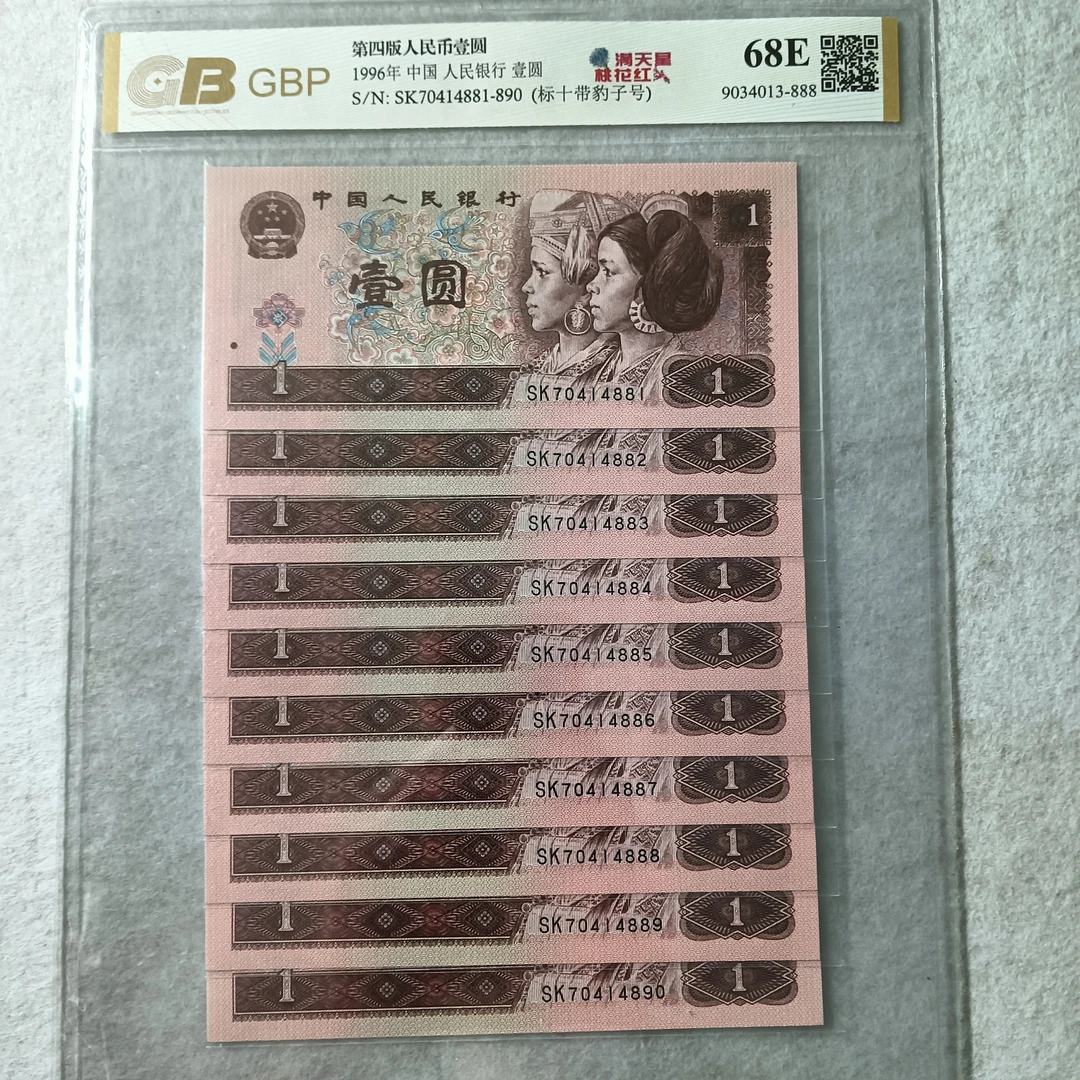 GB GBP
第四版人民币壹圆
1996年 中国 人民银行 壹圆
S/N: SK70414881-890 (标十带豹子号)
满天星
桃花红
68E
9034013-888
中国人民银行
1
壹圆
1 SK70414881 1
1 SK70414882 1
1 SK70414883 1
1 SK70414884 1
1 SK70414885 1
1 SK70414886 1
1 SK70414887 1
1 SK70414888 1
1 SK70414889 1
1 SK70414890 1